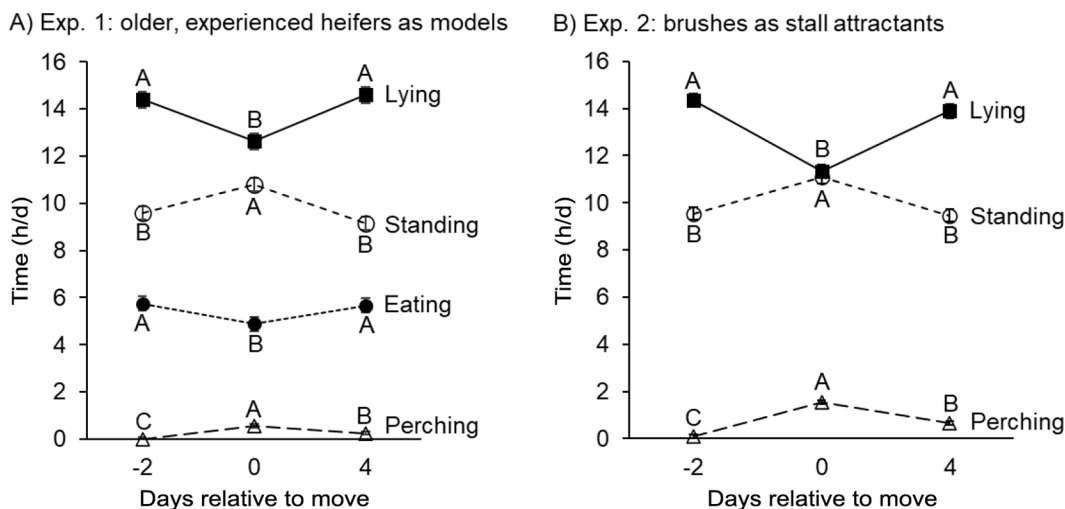 A) Exp. 1: older, experienced heifers as models
16
14
12
10
8
6
4
2
0
Time (h/d)
A
B
A
Lying
B
A
B
Standing
A
B
A
Eating
C
A
B
Perching
-2
0
4
Days relative to move
B) Exp. 2: brushes as stall attractants
16
14
12
10
8
6
4
2
0
Time (h/d)
A
B
A
Lying
B
A
B
Standing
C
A
B
Perching
-2
0
4
Days relative to move